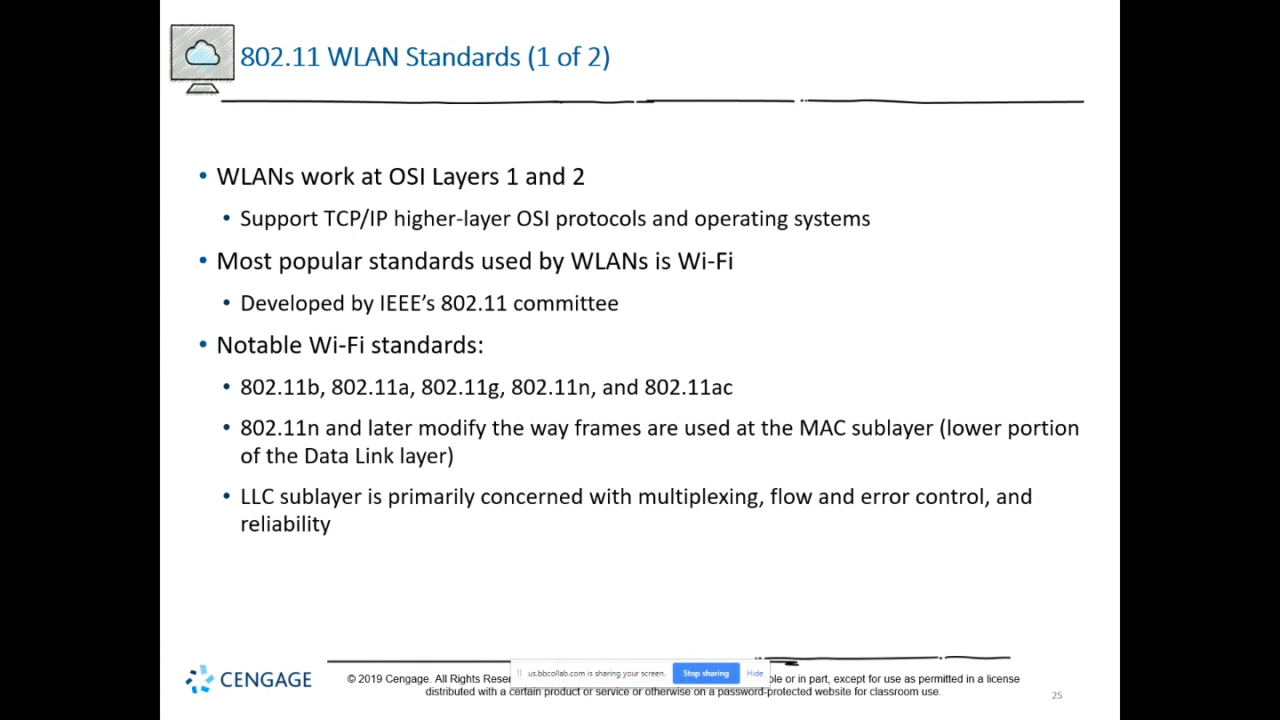 802.11 WLAN Standards (1 of 2)
• WLANs work at OSI Layers 1 and 2
• Support TCP/IP higher-layer OSI protocols and operating systems
• Most popular standards used by WLANs is Wi-Fi
• Developed by IEEE’s 802.11 committee
• Notable Wi-Fi standards:
• 802.11b, 802.11a, 802.11g, 802.11n, and 802.11ac
• 802.11n and later modify the way frames are used at the MAC sublayer (lower portion
of the Data Link layer)
• LLC sublayer is primarily concerned with multiplexing, flow and error control, and
reliability
CENGAGE
© 2019 Cengage. All Rights
us.bbcollab.com is sharing your screen. Stop sharing Hide
or in part, except for use as permitted in a license
distributed with a certain product or service or otherwise on a password-protected website for classroom use.
25